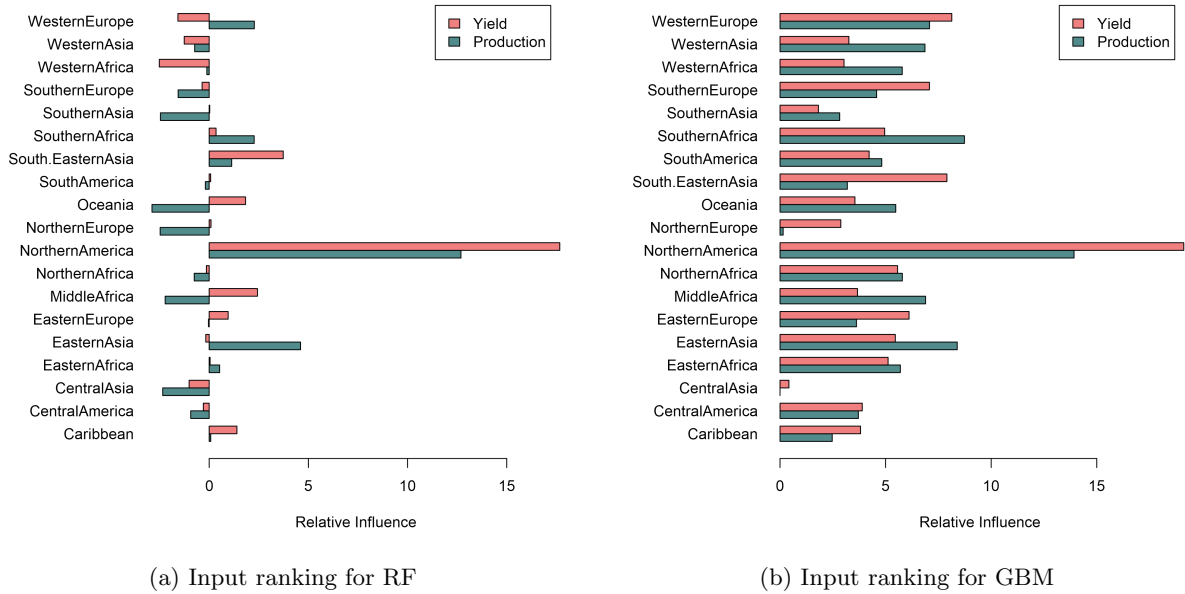 WesternEurope
WesternAsia
WesternAfrica
SouthernEurope
SouthernAsia
SouthernAfrica
South.EasternAsia
SouthAmerica
Oceania
NorthernEurope
NorthernAmerica
NorthernAfrica
MiddleAfrica
EasternEurope
EasternAsia
EasternAfrica
CentralAsia
CentralAmerica
Caribbean
Yield
Production
0 5 10 15
Relative Influence
(a) Input ranking for RF
WesternEurope
WesternAsia
WesternAfrica
SouthernEurope
SouthernAsia
SouthernAfrica
SouthAmerica
South.EasternAsia
Oceania
NorthernEurope
NorthernAmerica
NorthernAfrica
MiddleAfrica
EasternEurope
EasternAsia
EasternAfrica
CentralAsia
CentralAmerica
Caribbean
Yield
Production
0 5 10 15
Relative Influence
(b) Input ranking for GBM